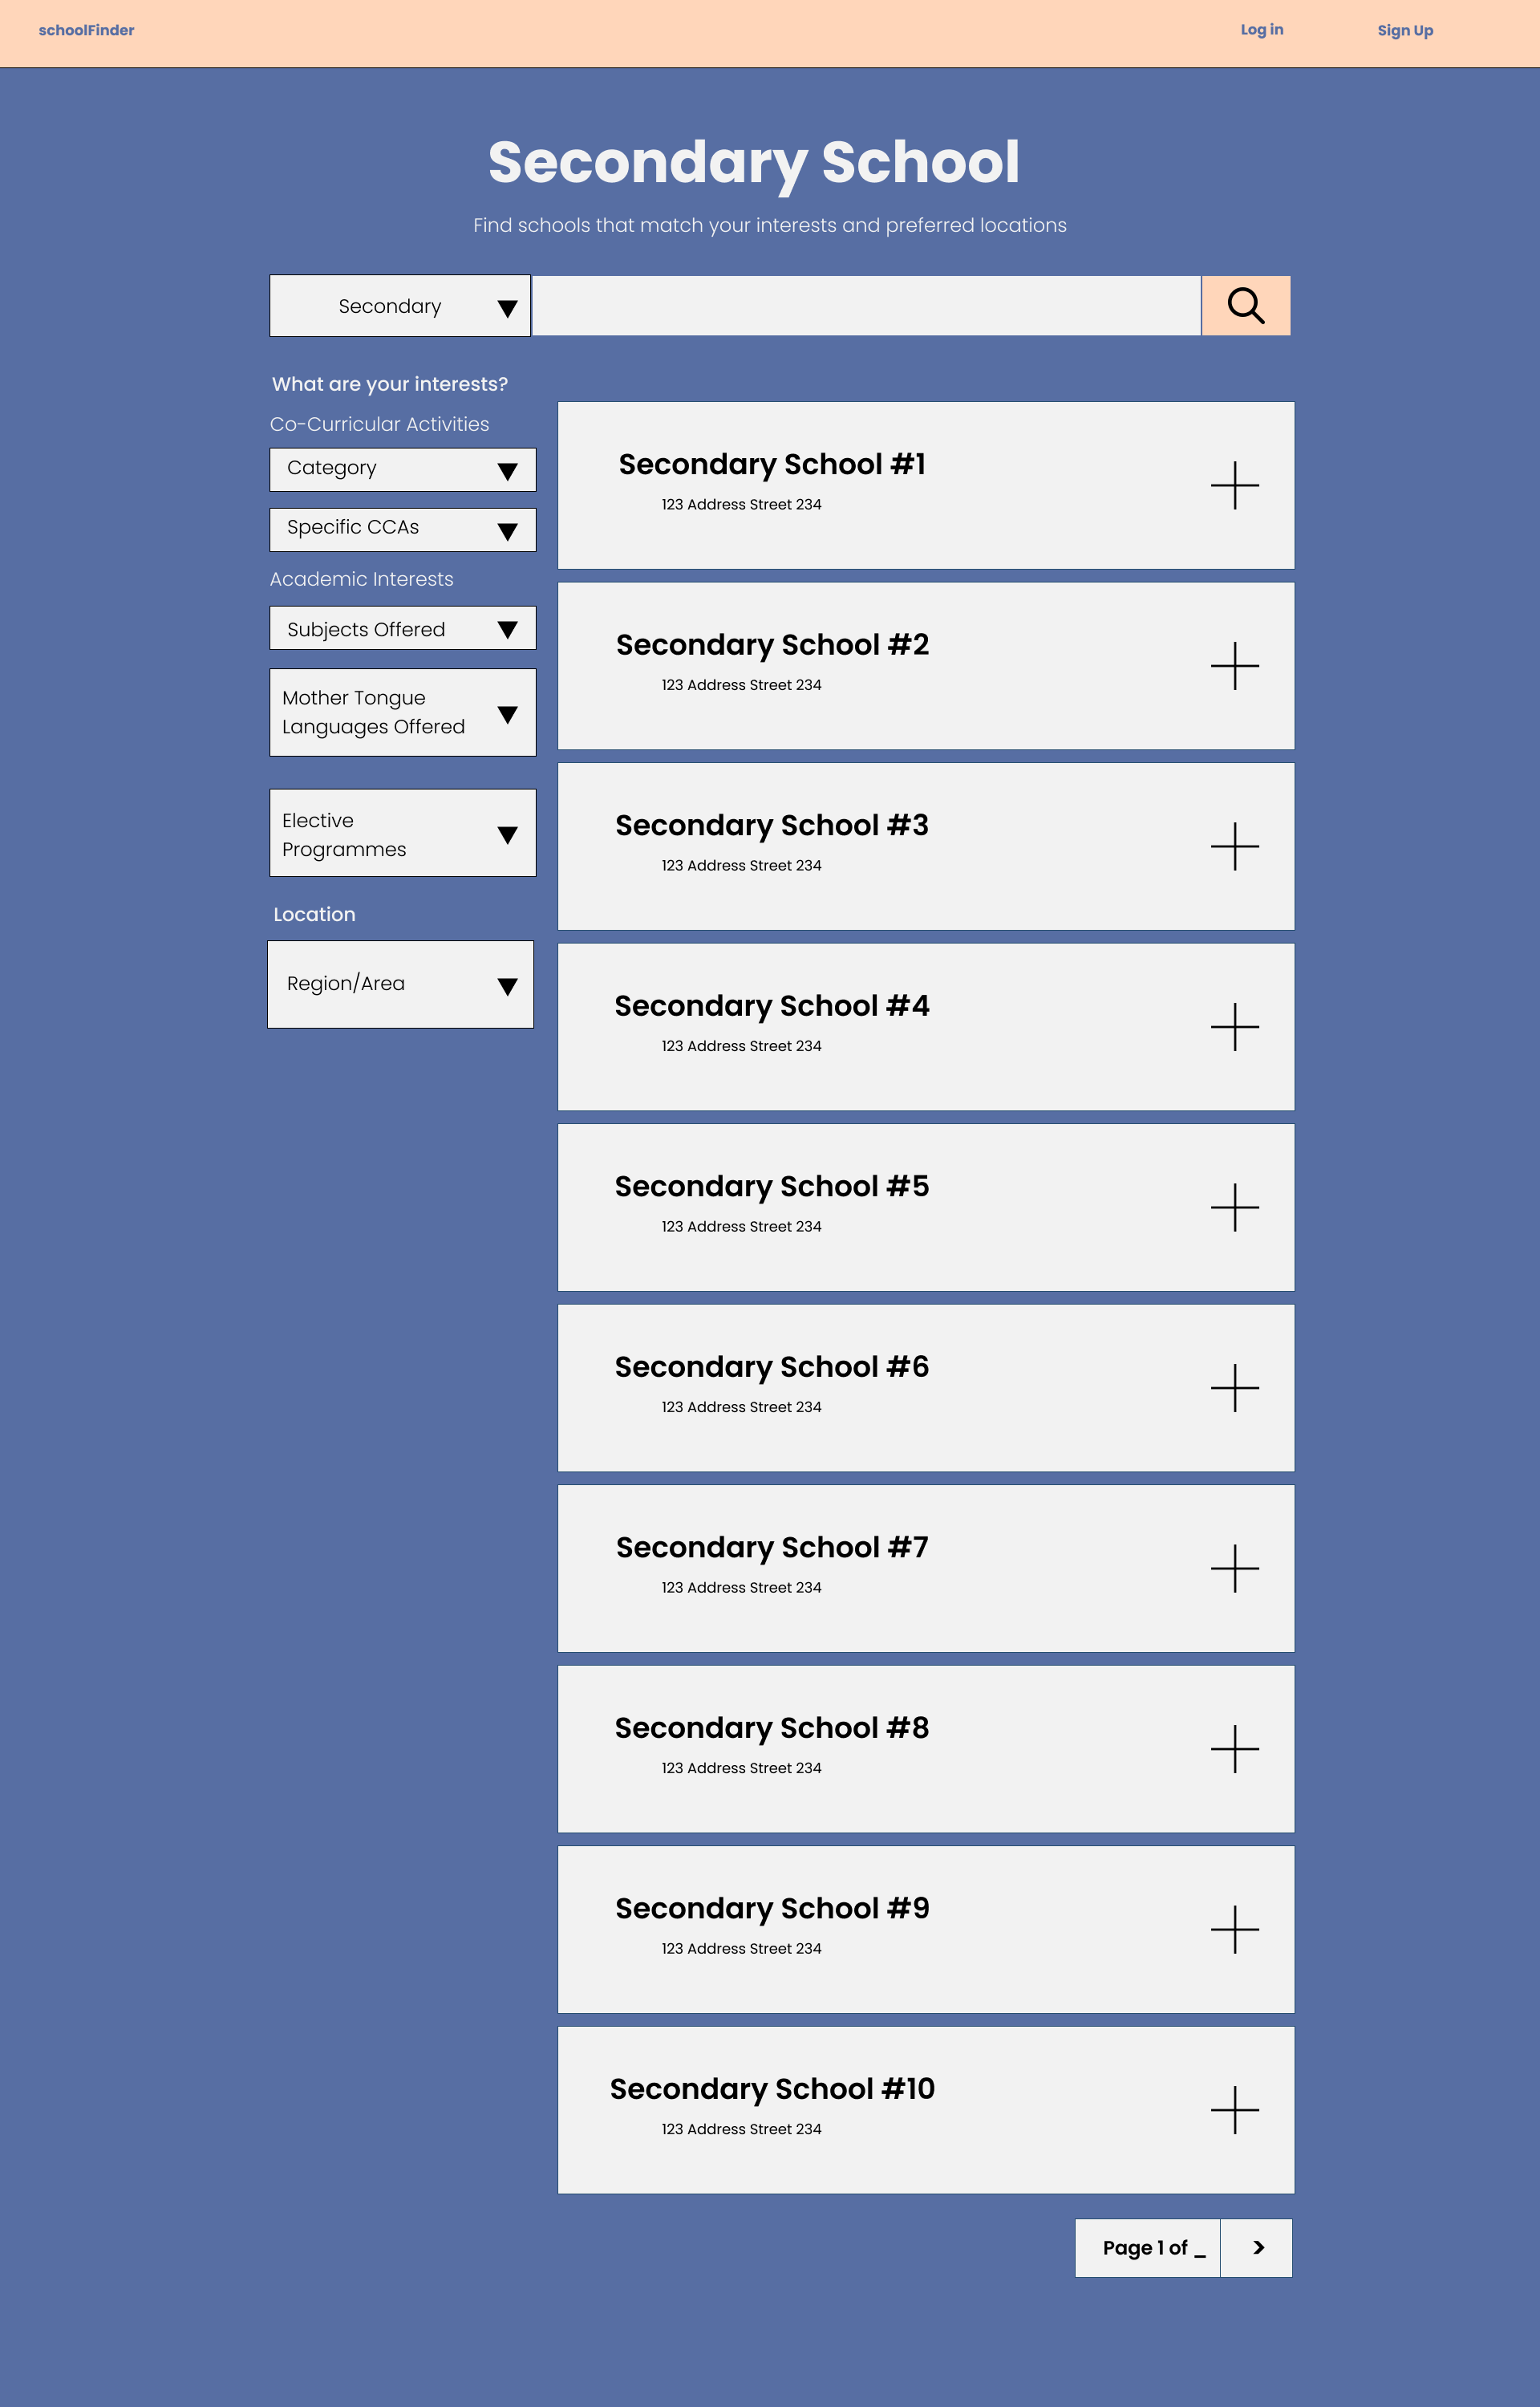 schoolFinder
Log in
Sign Up
Secondary School
Find schools that match your interests and preferred locations
Secondary
What are your interests?
Co-Curricular Activities
Category
Specific CCAs
Academic Interests
Subjects Offered
Mother Tongue
Languages Offered
Elective
Programmes
Location
Region/Area
Secondary School #1
123 Address Street 234
Secondary School #2
123 Address Street 234
Secondary School #3
123 Address Street 234
Secondary School #4
123 Address Street 234
Secondary School #5
123 Address Street 234
Secondary School #6
123 Address Street 234
Secondary School #7
123 Address Street 234
Secondary School #8
123 Address Street 234
Secondary School #9
123 Address Street 234
Secondary School #10
123 Address Street 234
Page 1 of _
>